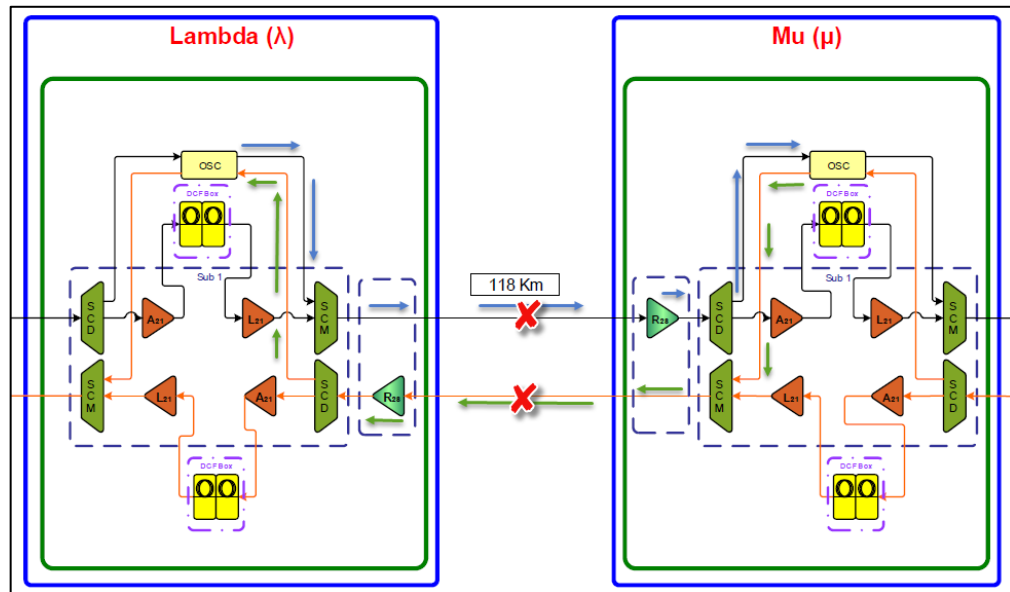 Lambda (λ)
Mu (μ)
OSC
OSC
DCF Box
DCF Box
Sub 1
Sub 1
118 Km
SCD
A21
L21
SCM
R28
SCD
A21
L21
SCM
SCM
L21
A21
SCD
R28
SCM
L21
A21
SCD
DCF Box
DCF Box